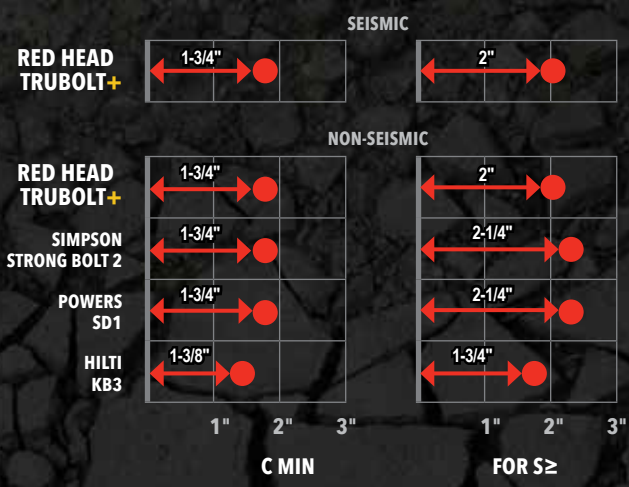 SEISMIC
RED HEAD
TRUBOLT+
1-3/4"
2"
NON-SEISMIC
RED HEAD
TRUBOLT+
1-3/4"
2"
SIMPSON
STRONG BOLT 2
1-3/4"
2-1/4"
POWERS
SD1
1-3/4"
2-1/4"
HILTI
KB3
1-3/8"
1-3/4"
1" 2" 3" 1" 2" 3"
C MIN FOR S≥